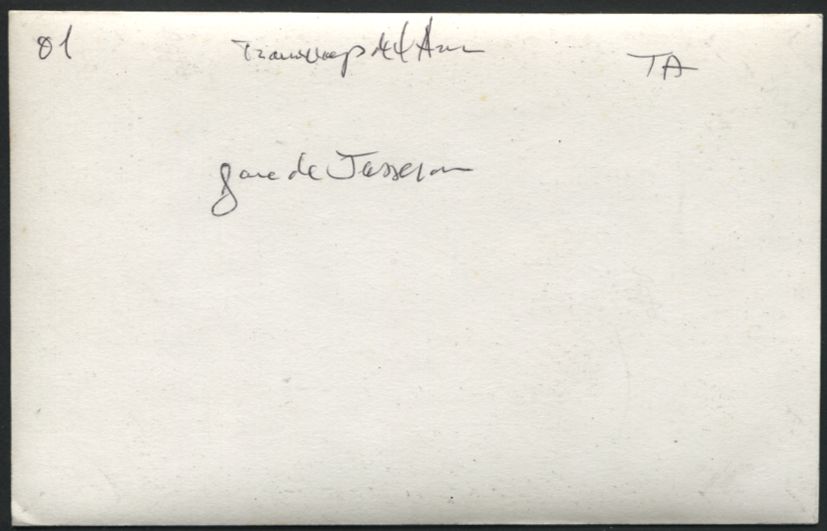 01 Tramways de l'Ain TA
gare de Jasseron